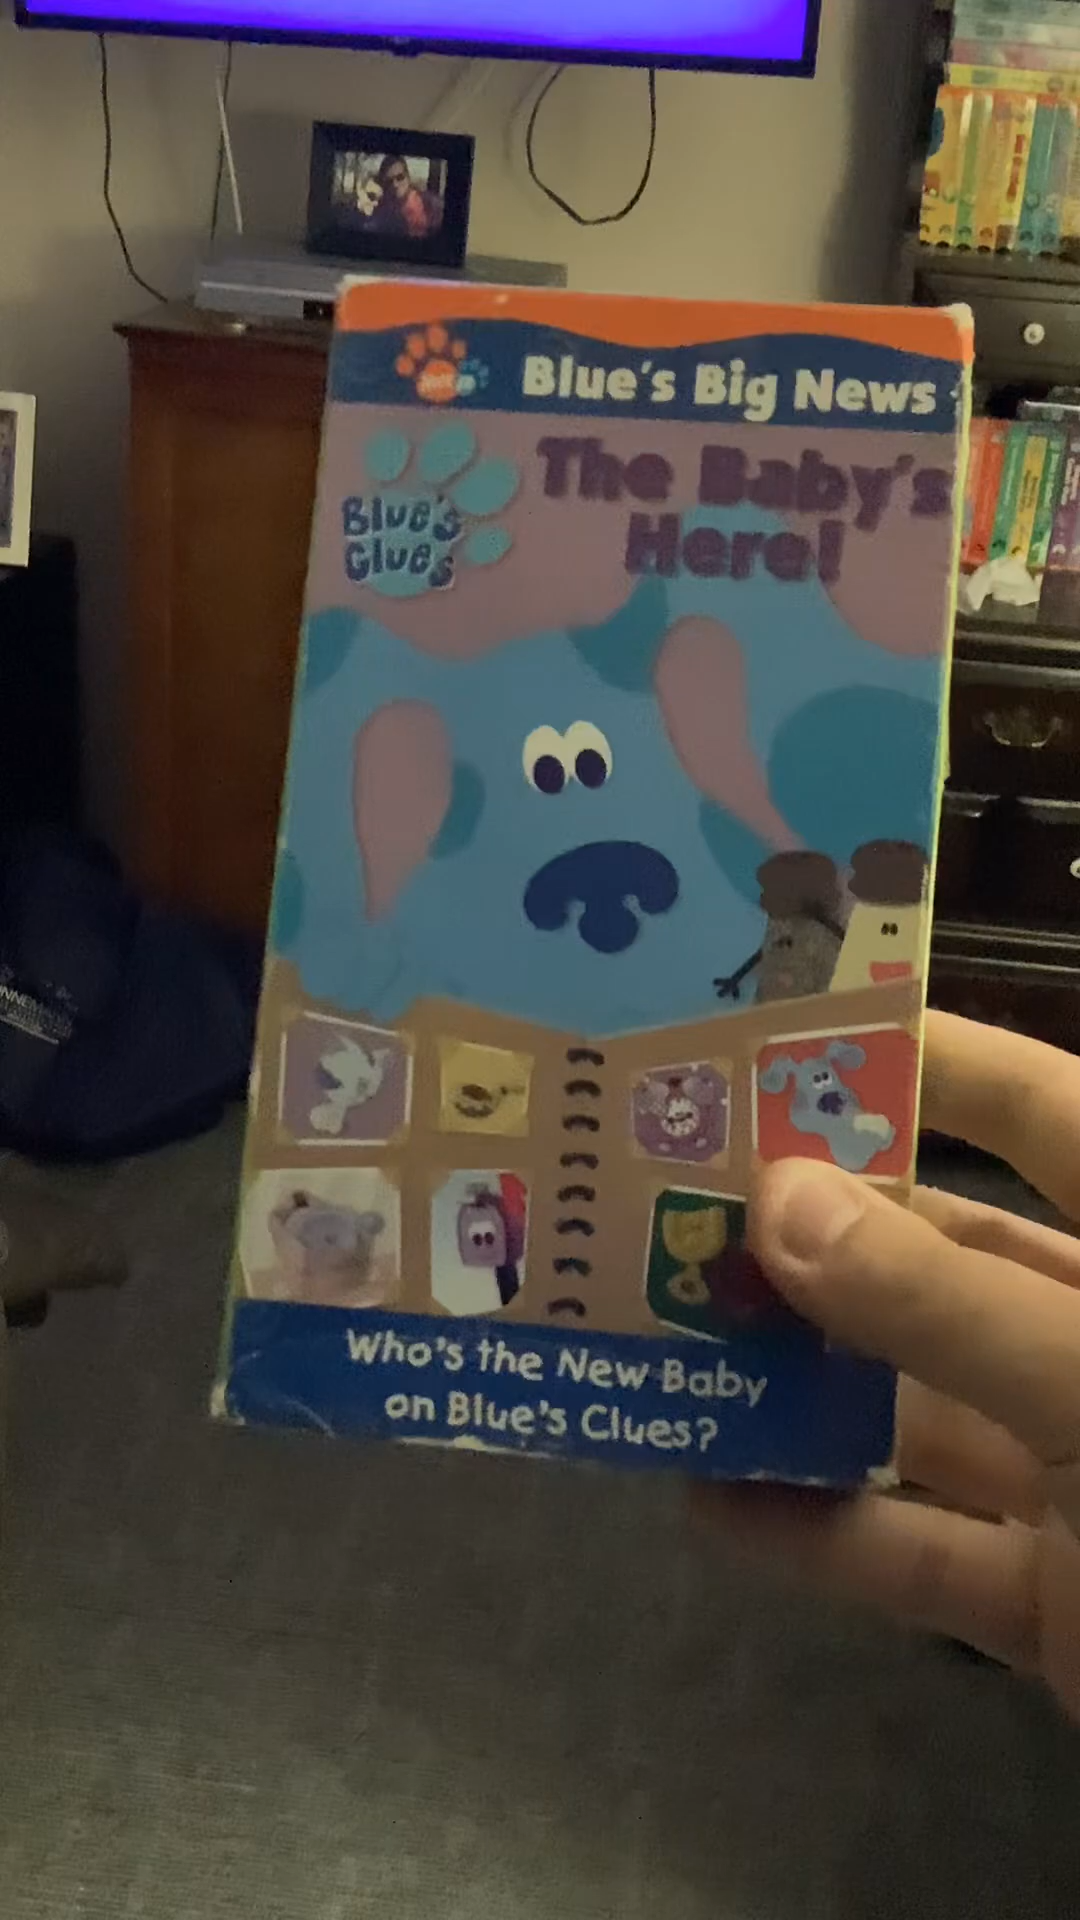 Blue's Big News
The Baby's
Here!
Blue's
Clues
Who's the New Baby
on Blue's Clues?